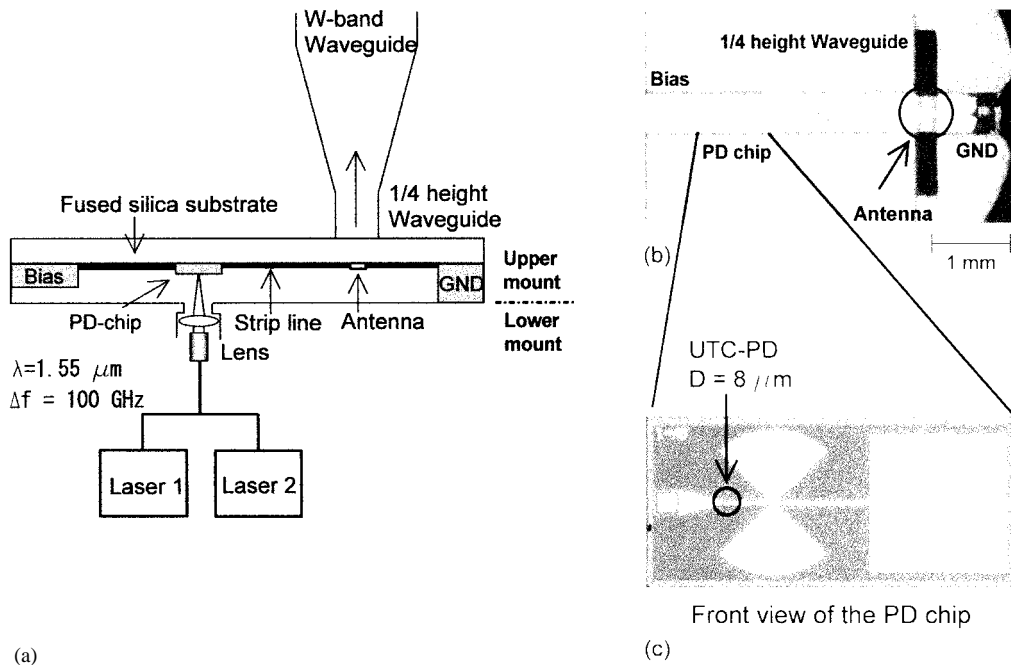 W-band
Waveguide
1/4 height
Waveguide
Fused silica substrate
Bias
GND
Upper
mount
PD-chip
Strip line
Antenna
Lower
mount
Lens
λ=1.55 μm
Δf = 100 GHz
Laser 1
Laser 2
(a)
1/4 height Waveguide
Bias
PD chip
GND
Antenna
(b)
1 mm
UTC-PD
D = 8 μm
Front view of the PD chip
(c)